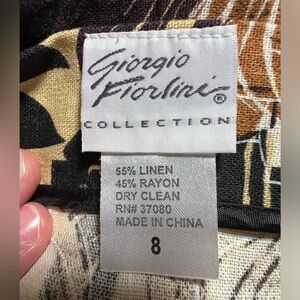 Giorgio
Fiorlini®
COLLECTION
55% LINEN
45% RAYON
DRY CLEAN
RN# 37080
MADE IN CHINA
8